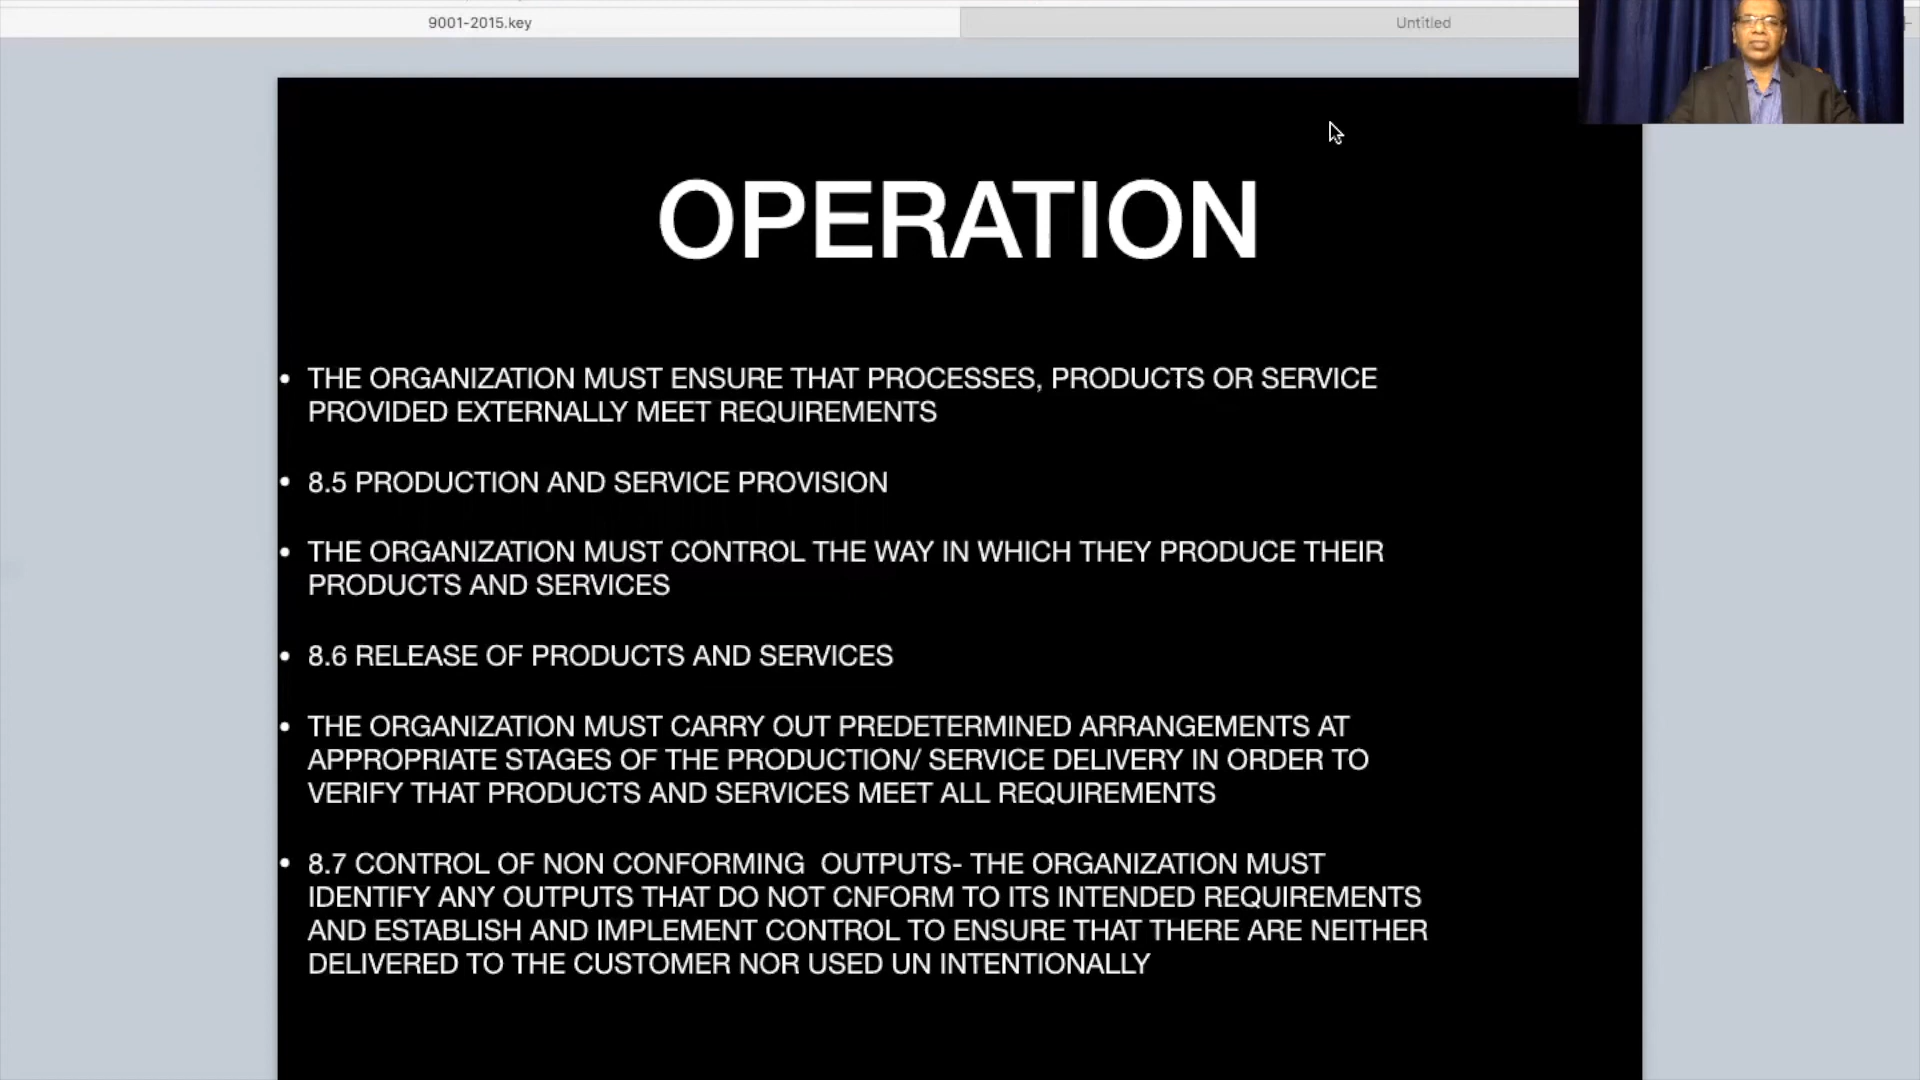 9001-2015.key
Untitled
OPERATION
• THE ORGANIZATION MUST ENSURE THAT PROCESSES, PRODUCTS OR SERVICE
PROVIDED EXTERNALLY MEET REQUIREMENTS
• 8.5 PRODUCTION AND SERVICE PROVISION
• THE ORGANIZATION MUST CONTROL THE WAY IN WHICH THEY PRODUCE THEIR
PRODUCTS AND SERVICES
• 8.6 RELEASE OF PRODUCTS AND SERVICES
• THE ORGANIZATION MUST CARRY OUT PREDETERMINED ARRANGEMENTS AT
APPROPRIATE STAGES OF THE PRODUCTION/ SERVICE DELIVERY IN ORDER TO
VERIFY THAT PRODUCTS AND SERVICES MEET ALL REQUIREMENTS
• 8.7 CONTROL OF NON CONFORMING  OUTPUTS- THE ORGANIZATION MUST
IDENTIFY ANY OUTPUTS THAT DO NOT CNFORM TO ITS INTENDED REQUIREMENTS
AND ESTABLISH AND IMPLEMENT CONTROL TO ENSURE THAT THERE ARE NEITHER
DELIVERED TO THE CUSTOMER NOR USED UN INTENTIONALLY